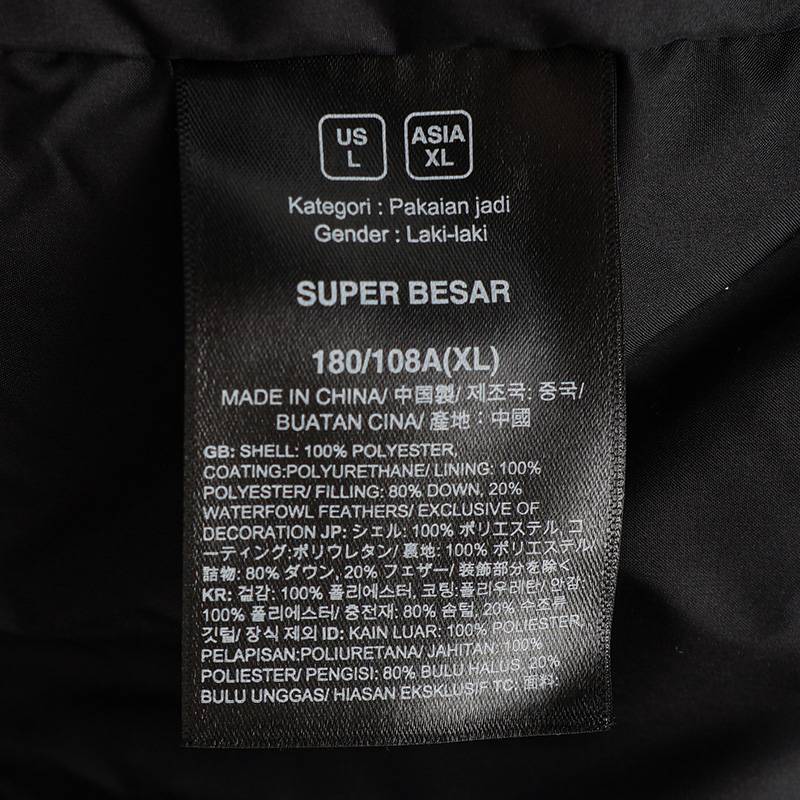 US
L
ASIA
XL
Kategori : Pakaian jadi
Gender : Laki-laki
SUPER BESAR
180/108A(XL)
MADE IN CHINA/ 中国製/ 제조국: 중국/
BUATAN CINA/ 產地：中國
GB: SHELL: 100% POLYESTER,
COATING:POLYURETHANE/ LINING: 100%
POLYESTER/ FILLING: 80% DOWN, 20%
WATERFOWL FEATHERS/ EXCLUSIVE OF
DECORATION JP: シェル: 100% ポリエステル, コ
ーティング:ポリウレタン/ 裏地: 100% ポリエステル/
詰物: 80% ダウン, 20% フェザー/ 装飾部分を除く
KR: 겉감: 100% 폴리에스터, 코팅:폴리우레탄/ 안감:
100% 폴리에스터/ 충전재: 80% 솜털, 20% 수조류
깃털/ 장식 제외 ID: KAIN LUAR: 100% POLIESTER,
PELAPISAN:POLIURETANA/ JAHITAN: 100%
POLIESTER/ PENGISI: 80% BULU HALUS, 20%
BULU UNGGAS/ HIASAN EKSKLUSIF TC: 面料: